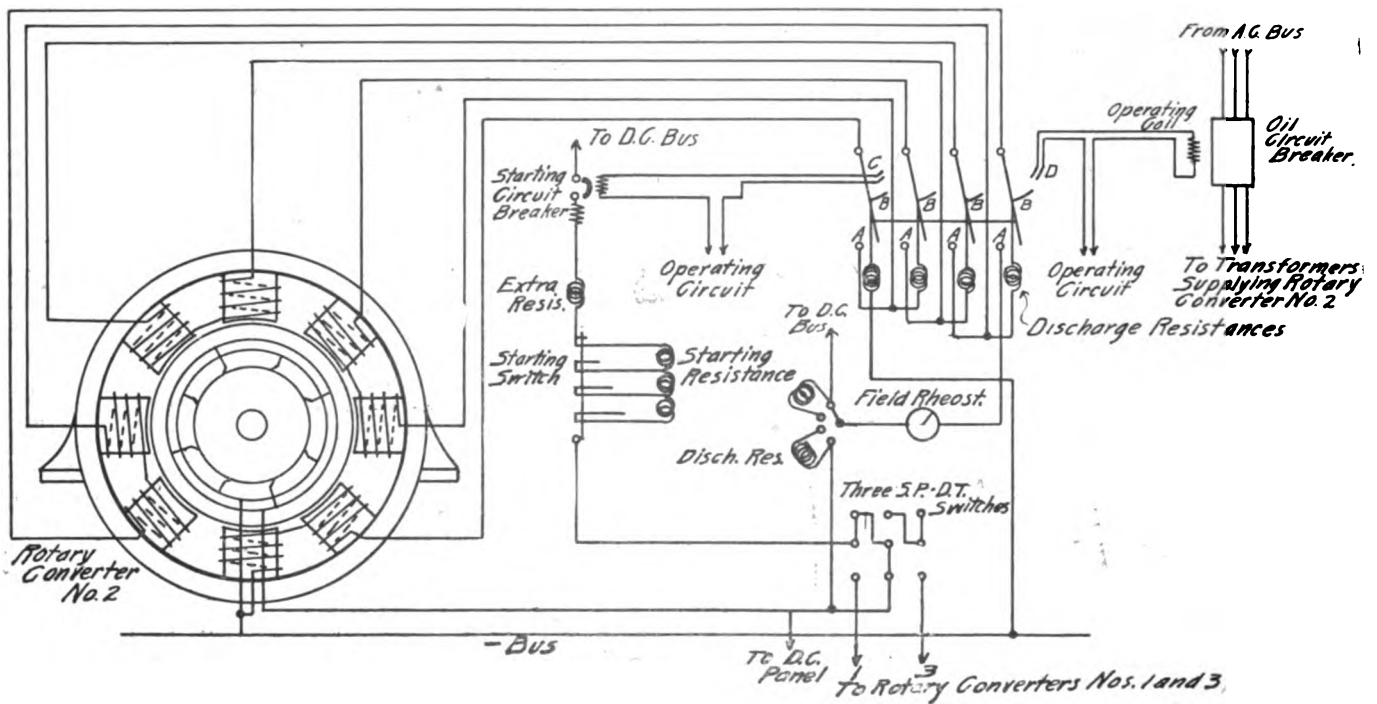 From A.C. Bus
Operating
Coil
Oil
Circuit
Breaker.
To D.C. Bus
C
D
Starting
Circuit
Breaker
B
B
B
B
A
A
A
A
Operating
Circuit
Operating
Circuit
To Transformers
Supplying Rotary
Converter No. 2
Extra
Resis.
To D.C.
Bus
Discharge Resistances
Starting
Switch
Starting
Resistance
Field Rheost.
Disch. Res.
Three S.P.-D.T.
Switches
Rotary
Converter
No. 2
- Bus
To D.C.
Panel
1
3
To Rotary Converters Nos. 1 and 3